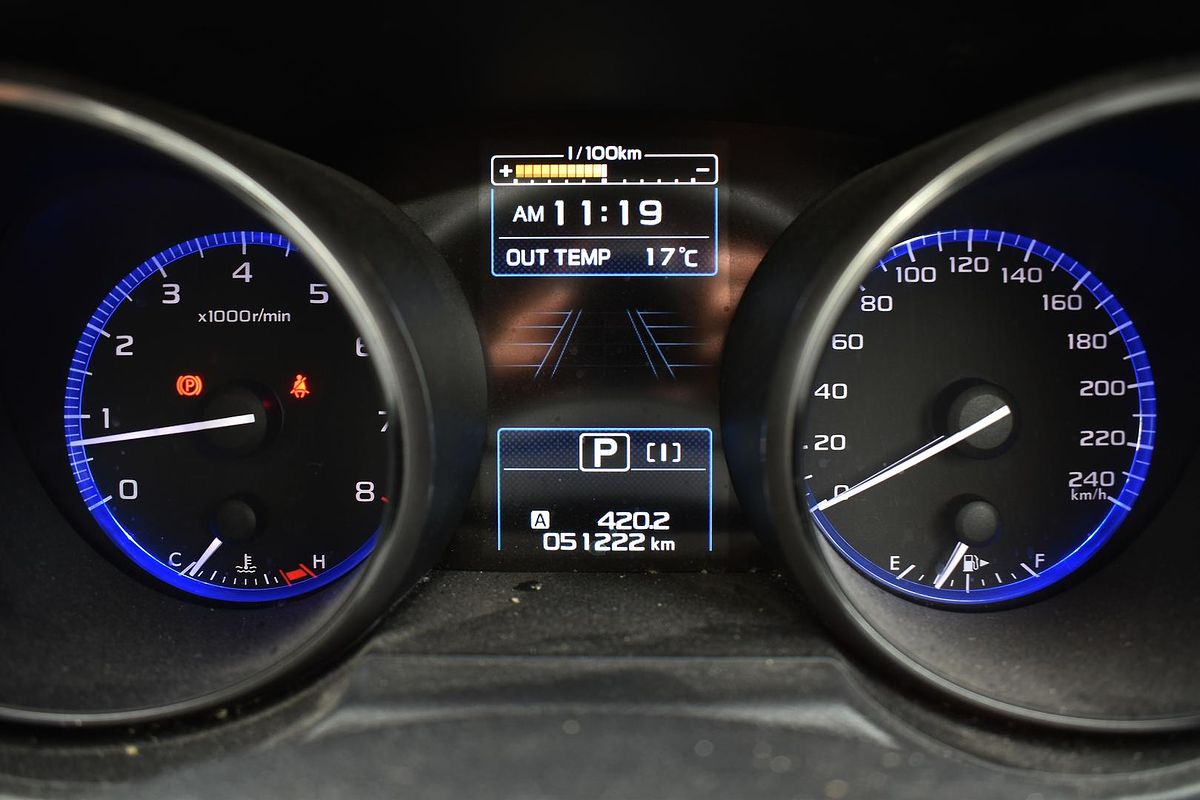 l/100km
+ −
AM 11:19
OUT TEMP 17°C
P [I]
A 420.2
051222 km
0
1
2
3
4
5
6
7
8
x1000r/min
P
C H
0
20
40
60
80
100
120
140
160
180
200
220
240
km/h
E F